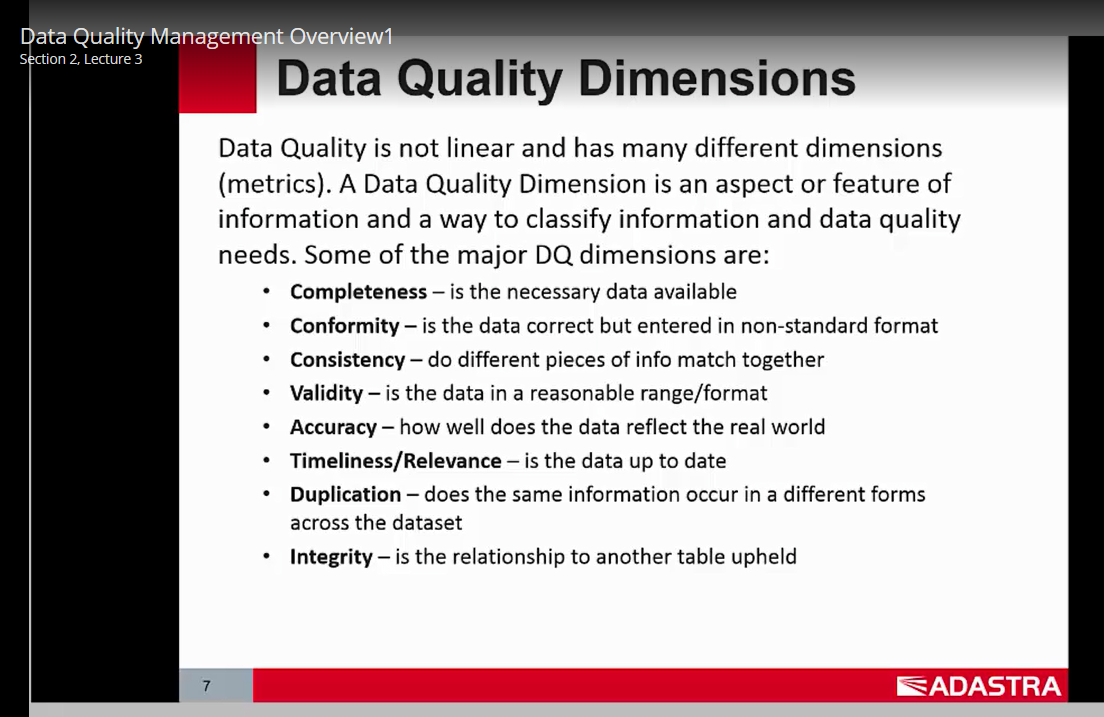 Data Quality Management Overview1
Section 2, Lecture 3
Data Quality Dimensions
Data Quality is not linear and has many different dimensions
(metrics). A Data Quality Dimension is an aspect or feature of
information and a way to classify information and data quality
needs. Some of the major DQ dimensions are:
• Completeness – is the necessary data available
• Conformity – is the data correct but entered in non-standard format
• Consistency – do different pieces of info match together
• Validity – is the data in a reasonable range/format
• Accuracy – how well does the data reflect the real world
• Timeliness/Relevance – is the data up to date
• Duplication – does the same information occur in a different forms
across the dataset
• Integrity – is the relationship to another table upheld
7
ADASTRA